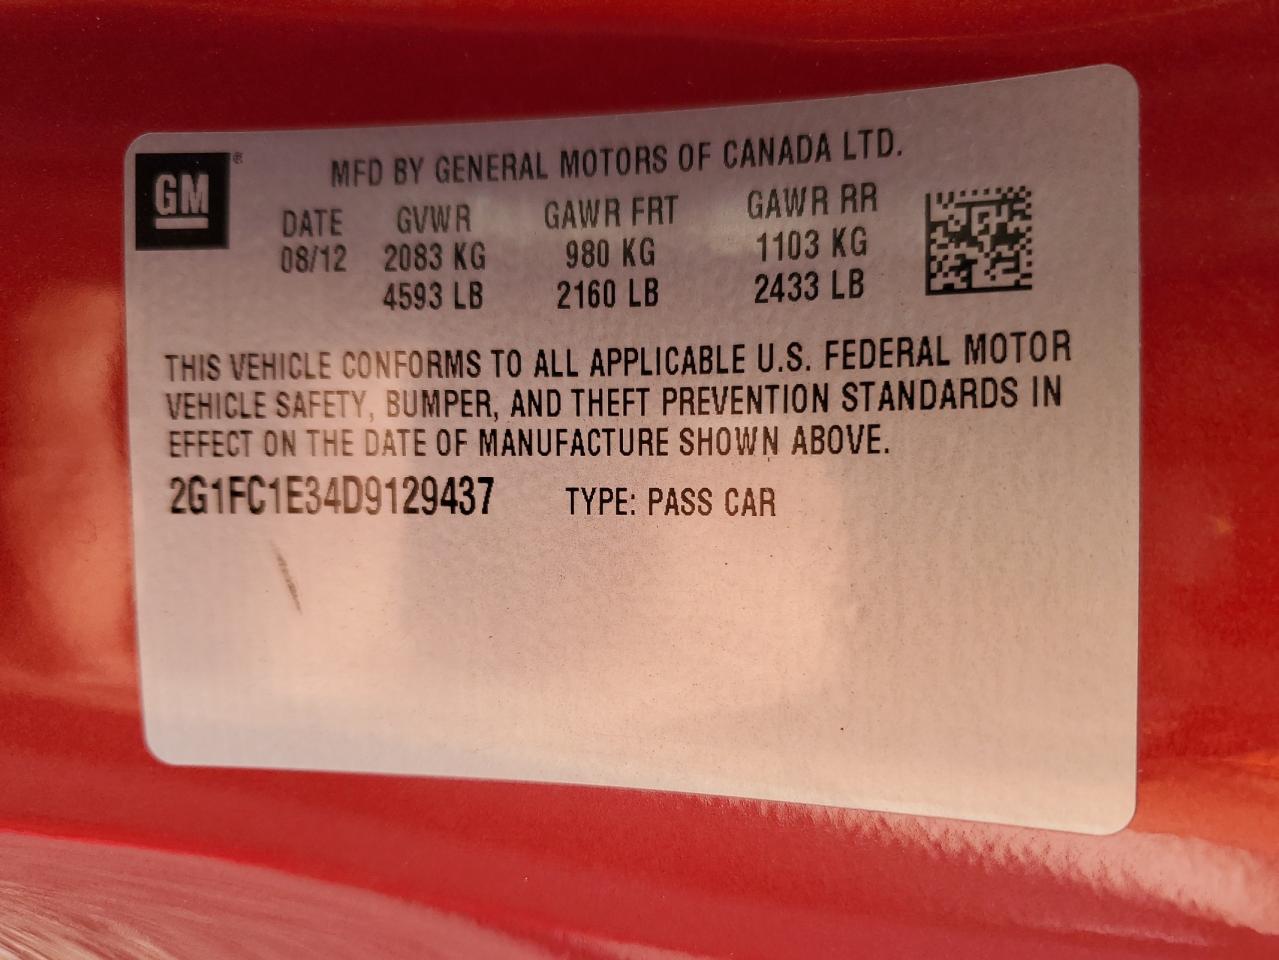 GM ®
MFD BY GENERAL MOTORS OF CANADA LTD.
DATE GVWR GAWR FRT GAWR RR
08/12 2083 KG 980 KG 1103 KG
4593 LB 2160 LB 2433 LB
THIS VEHICLE CONFORMS TO ALL APPLICABLE U.S. FEDERAL MOTOR
VEHICLE SAFETY, BUMPER, AND THEFT PREVENTION STANDARDS IN
EFFECT ON THE DATE OF MANUFACTURE SHOWN ABOVE.
2G1FC1E34D9129437 TYPE: PASS CAR